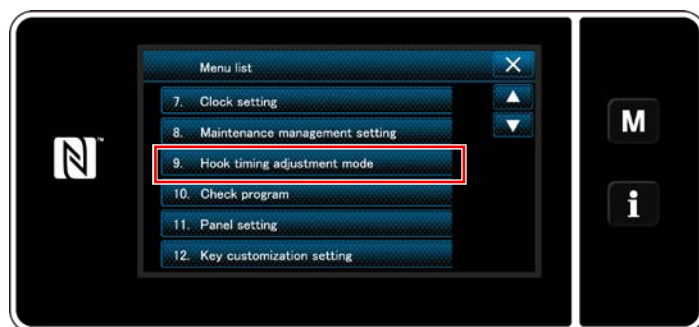 Menu list
7. Clock setting
8. Maintenance management setting
9. Hook timing adjustment mode
10. Check program
11. Panel setting
12. Key customization setting
M
i